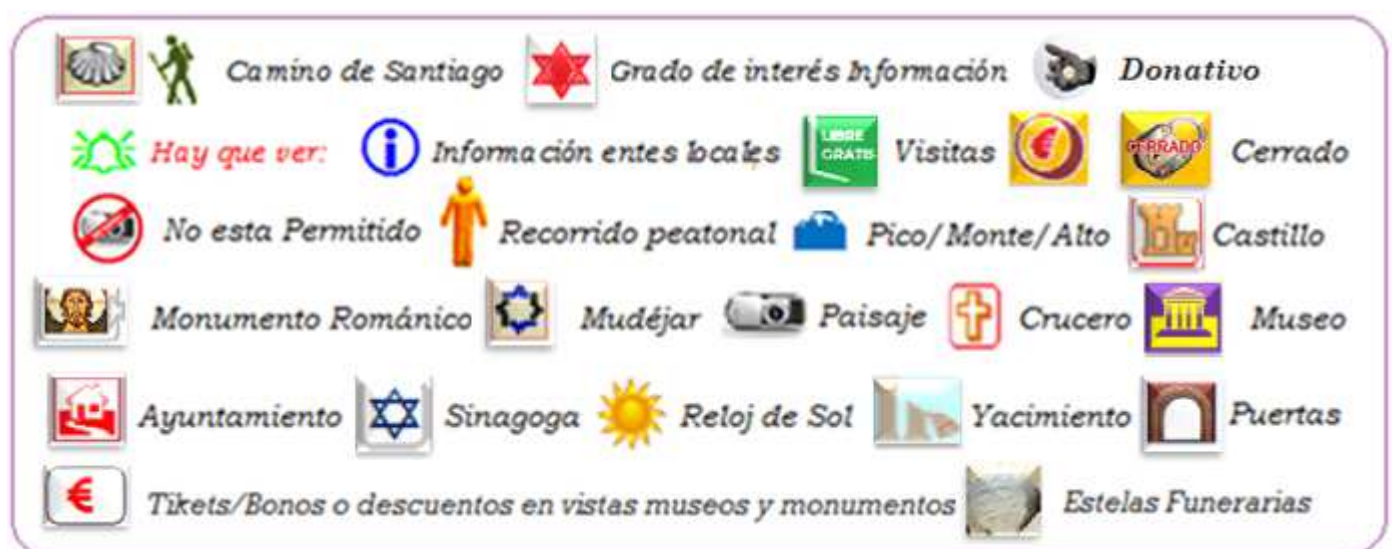 Camino de Santiago Grado de interés Información Donativo
Hay que ver: Información entes locales LIBRE GRATIS Visitas € CERRADO Cerrado
No esta Permitido Recorrido peatonal Pico/Monte/Alto Castillo
Monumento Románico Mudéjar Paisaje Crucero Museo
Ayuntamiento Sinagoga Reloj de Sol Yacimiento Puertas
€ Tikets/Bonos o descuentos en vistas museos y monumentos Estelas Funerarias